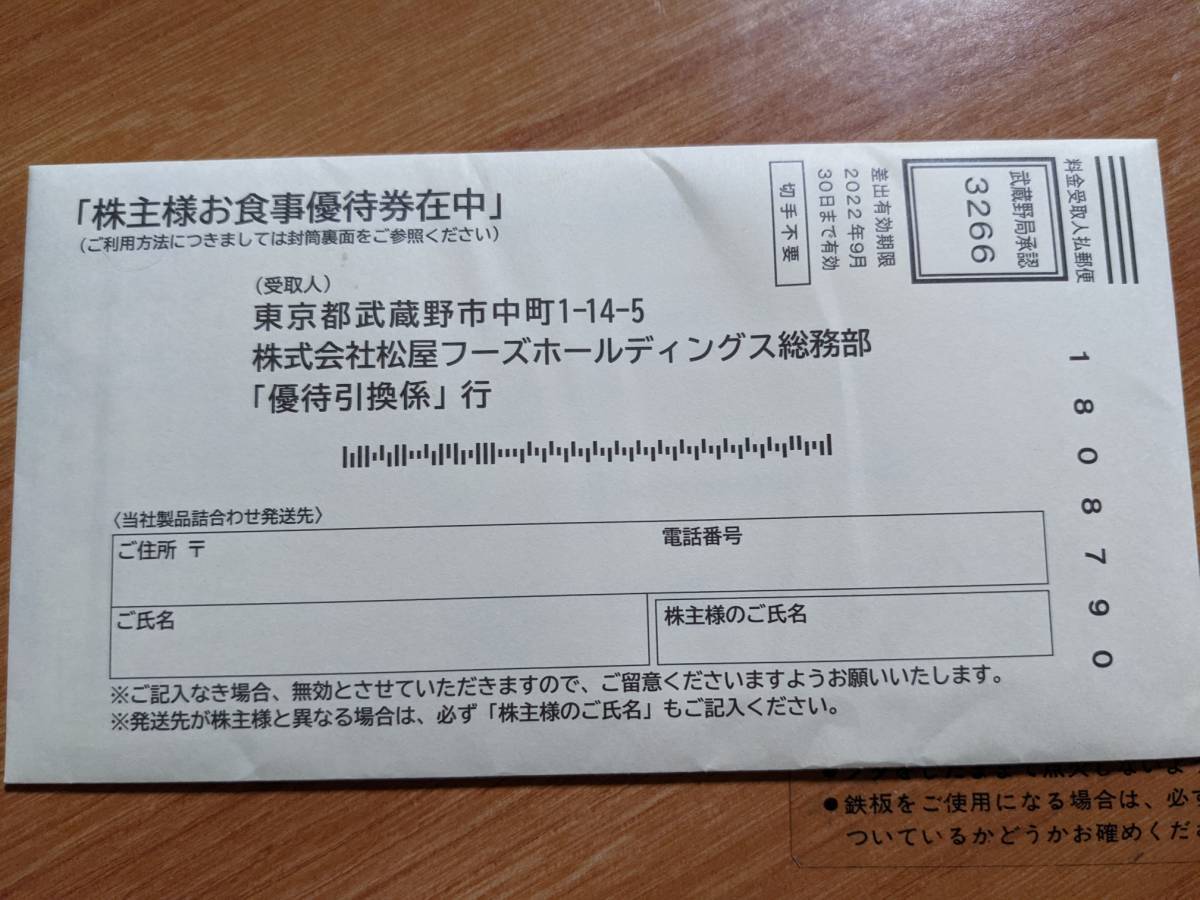 「株主様お食事優待券在中」
（ご利用方法につきましては封筒裏面をご参照ください）
（受取人）
東京都武蔵野市中町1-14-5
株式会社松屋フーズホールディングス総務部
「優待引換係」行
料金受取人払郵便
武蔵野局承認
3266
差出有効期限
2022年9月
30日まで有効
切手不要
1808790
〈当社製品詰合わせ発送先〉
ご住所 〒
電話番号
ご氏名
株主様のご氏名
※ご記入なき場合、無効とさせていただきますので、ご留意くださいますようお願いいたします。
※発送先が株主様と異なる場合は、必ず「株主様のご氏名」もご記入ください。
●鉄板をご使用になる場合は、必ず
ついているかどうかお確めくださ